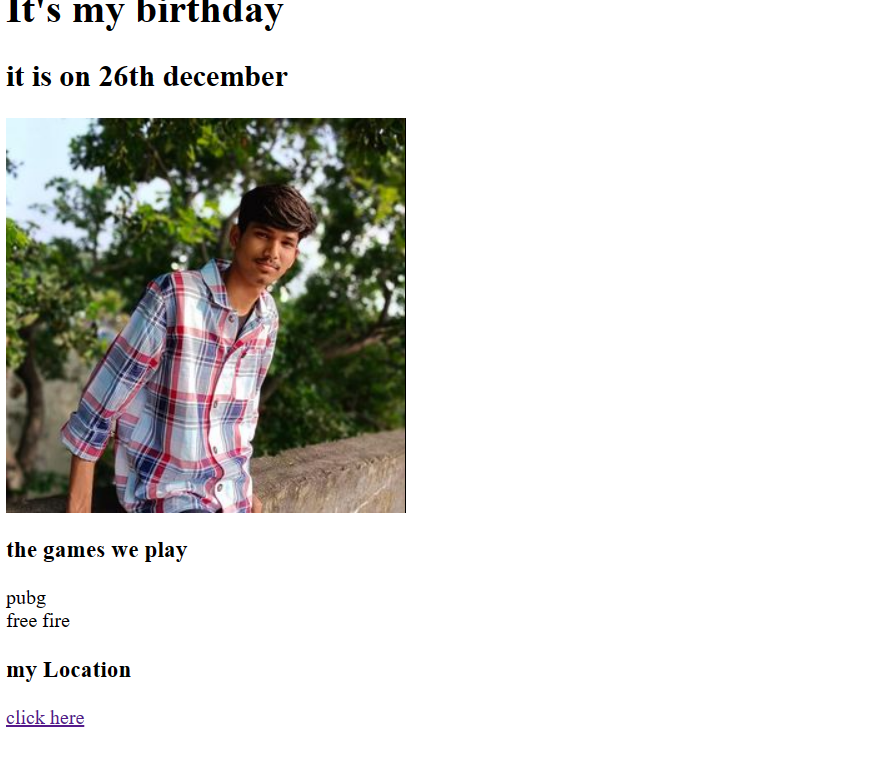 It's my birthday
it is on 26th december
the games we play
pubg
free fire
my Location
click here